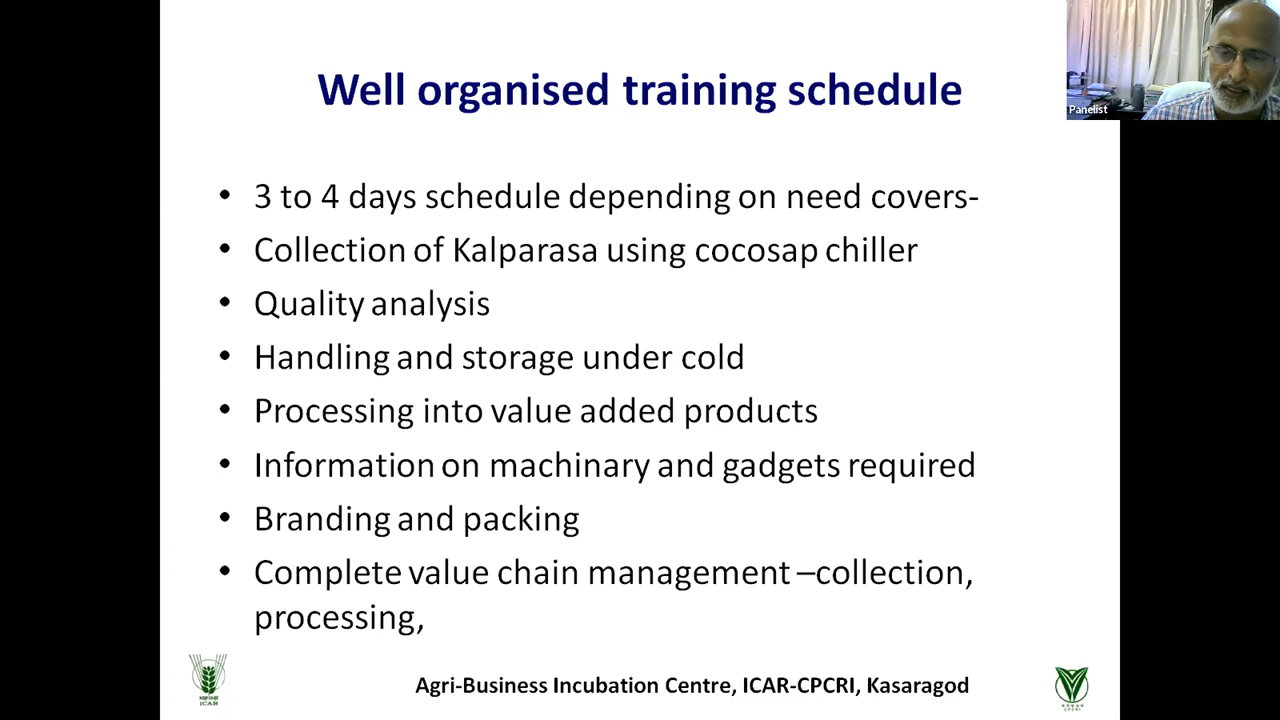 Well organised training schedule
Panelist
• 3 to 4 days schedule depending on need covers-
• Collection of Kalparasa using cocosap chiller
• Quality analysis
• Handling and storage under cold
• Processing into value added products
• Information on machinary and gadgets required
• Branding and packing
• Complete value chain management –collection,
processing,
ICAR
Agri-Business Incubation Centre, ICAR-CPCRI, Kasaragod
CPCRI